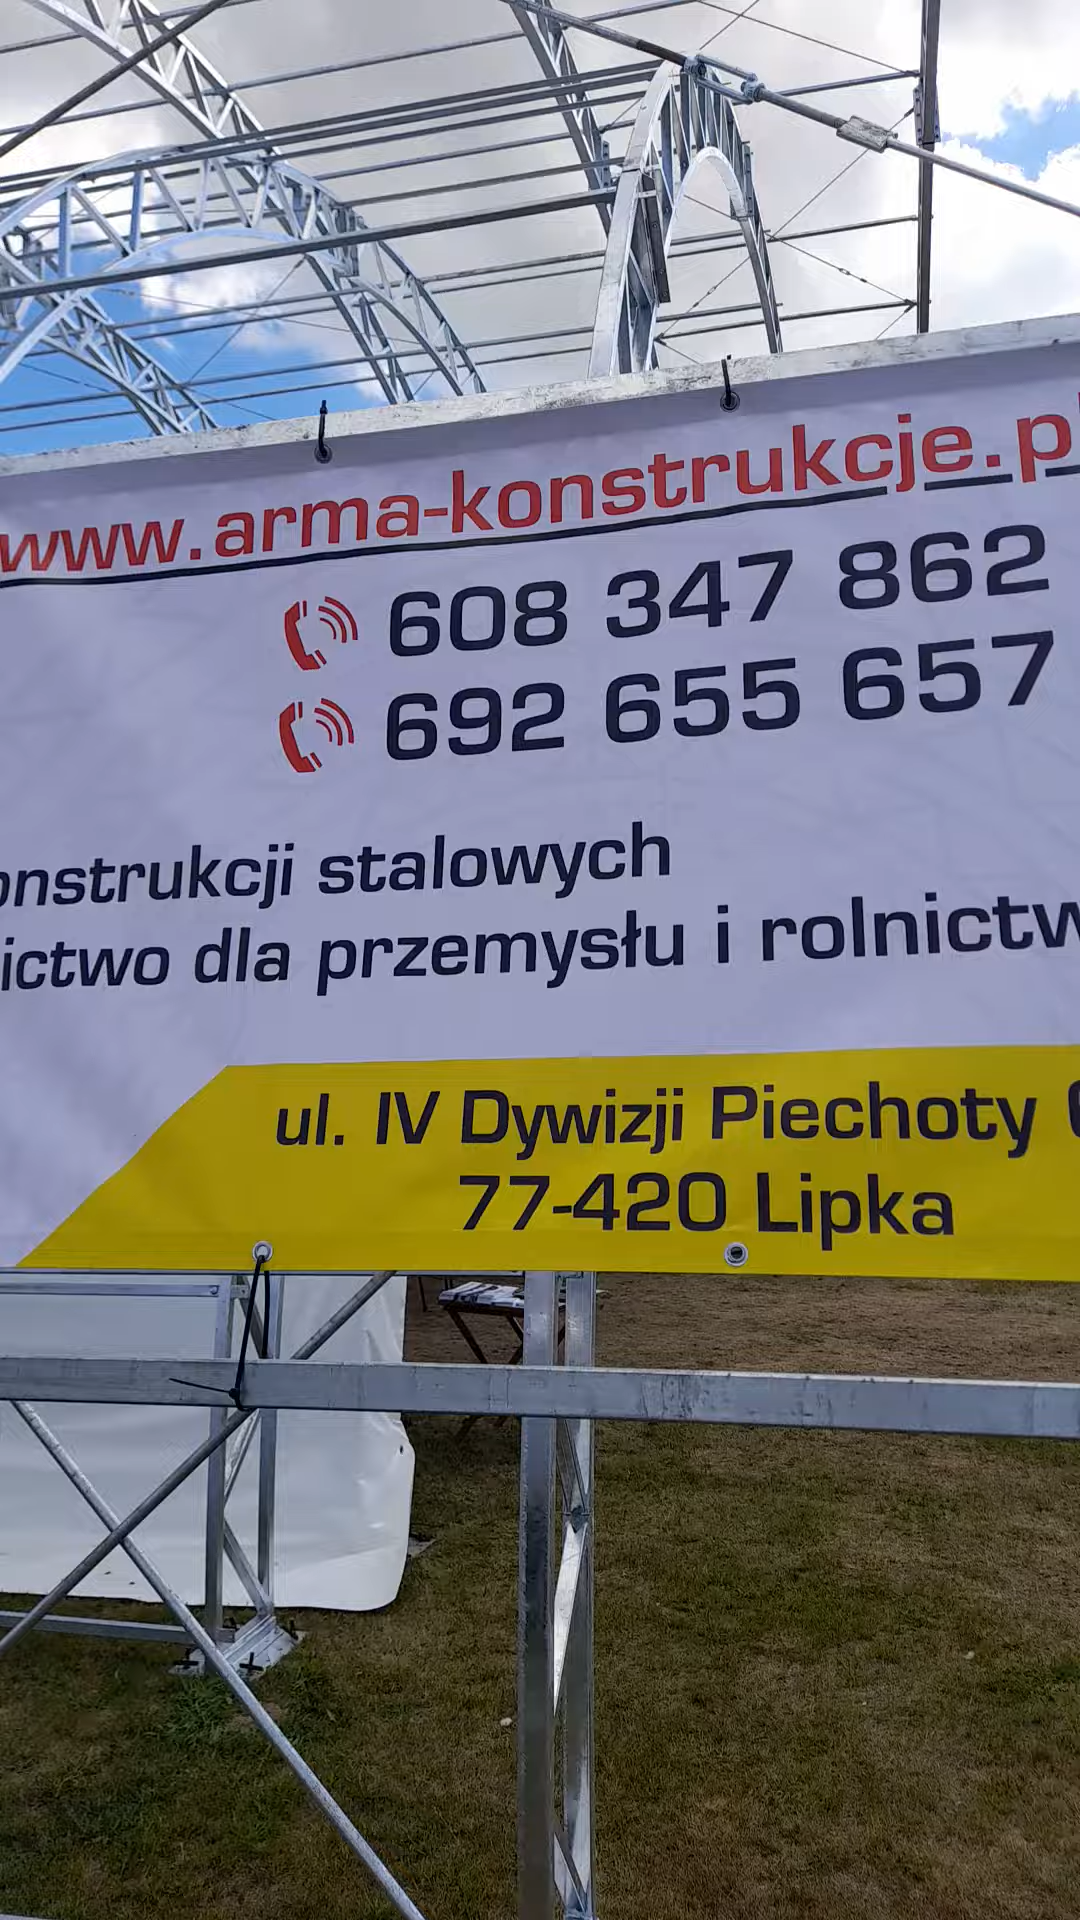 www.arma-konstrukcje.pl
608 347 862
692 655 657
onstrukcji stalowych
ictwo dla przemysłu i rolnictw
ul. IV Dywizji Piechoty
77-420 Lipka